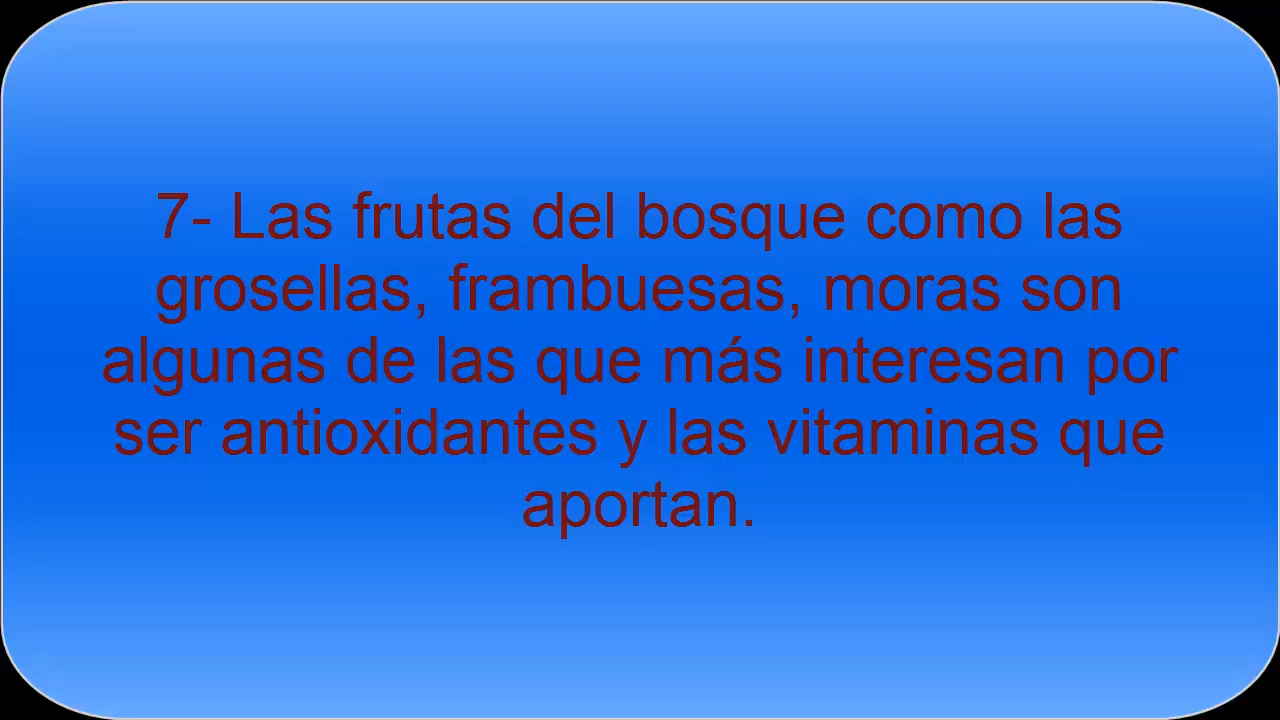 7- Las frutas del bosque como las
grosellas, frambuesas, moras son
algunas de las que más interesan por
ser antioxidantes y las vitaminas que
aportan.